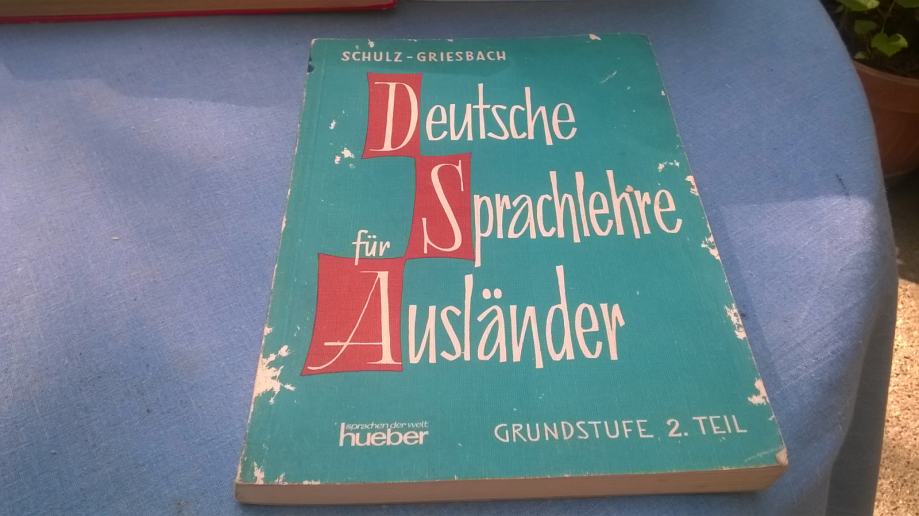 SCHULZ-GRIESBACH
Deutsche
Sprachlehre
für
Ausländer
sprachen der welt
hueber
GRUNDSTUFE 2. TEIL